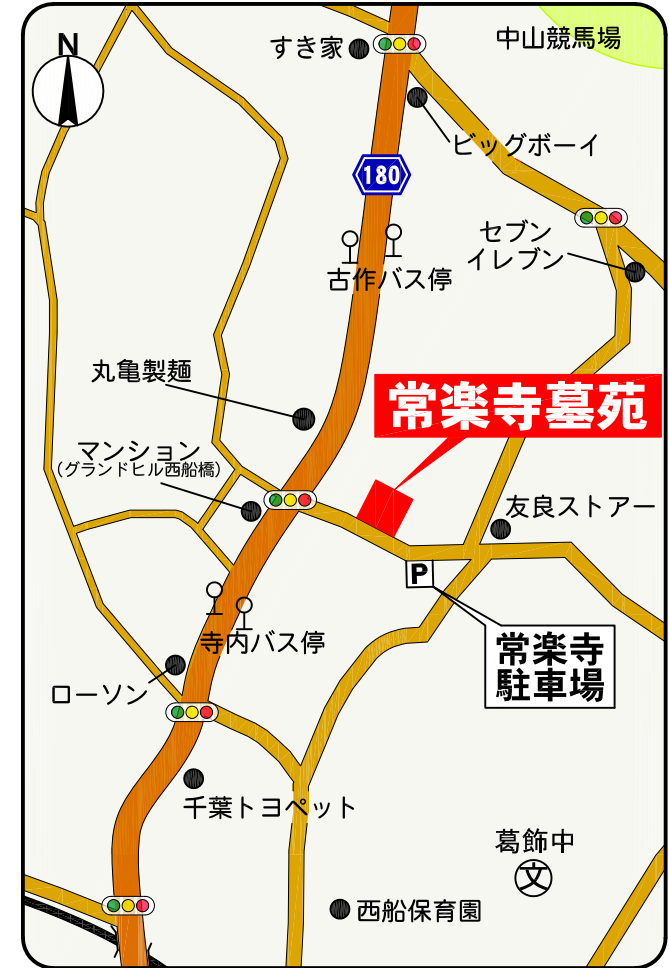 N
すき家
中山競馬場
ビッグボーイ
180
セブン
イレブン
古作バス停
丸亀製麺
常楽寺墓苑
マンション
(グランドヒル西船橋)
友良ストアー
P
寺内バス停
常楽寺
駐車場
ローソン
千葉トヨペット
葛飾中
文
西船保育園